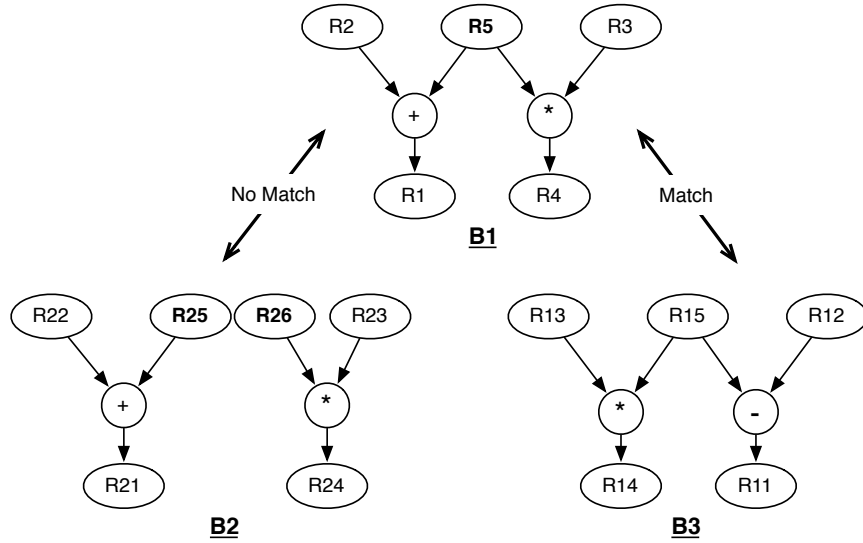 R2 R5 R3
+ *
R1 R4
B1
No Match Match
R22 R25 R26 R23 R13 R15 R12
+ * * -
R21 R24 R14 R11
B2 B3